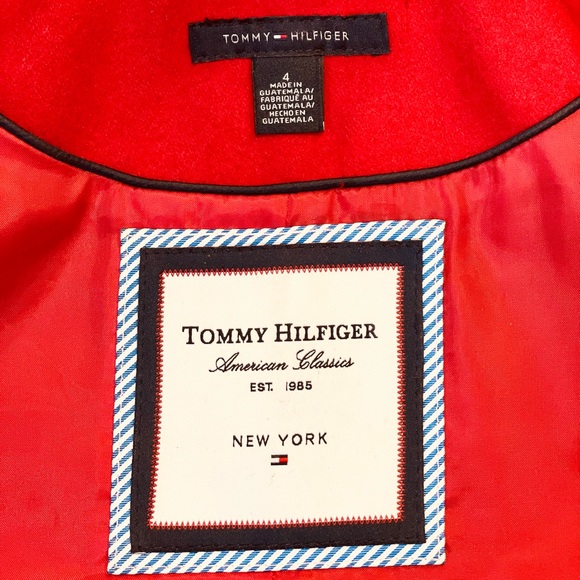 TOMMY HILFIGER
4
MADE IN
GUATEMALA/
FABRIQUÉ AU
GUATEMALA/
HECHO EN
GUATEMALA
TOMMY HILFIGER
American Classics
EST. 1985
NEW YORK